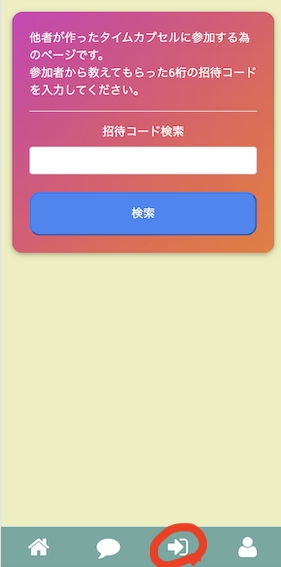 他者が作ったタイムカプセルに参加する為
のページです。
参加者から教えてもらった6桁の招待コード
を入力してください。
招待コード検索
検索